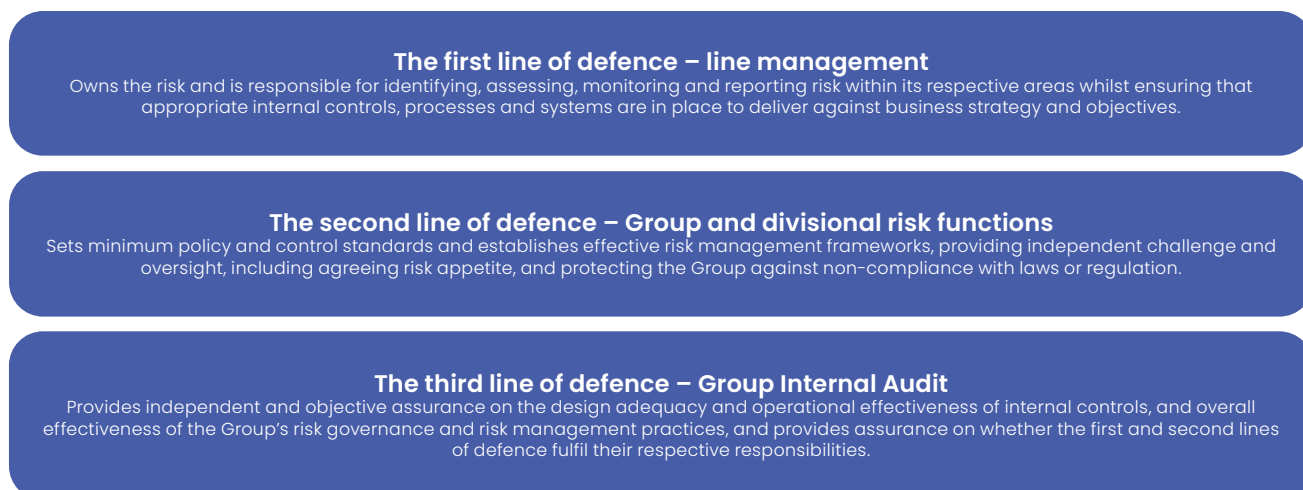 The first line of defence – line management
Owns the risk and is responsible for identifying, assessing, monitoring and reporting risk within its respective areas whilst ensuring that
appropriate internal controls, processes and systems are in place to deliver against business strategy and objectives.
The second line of defence – Group and divisional risk functions
Sets minimum policy and control standards and establishes effective risk management frameworks, providing independent challenge and
oversight, including agreeing risk appetite, and protecting the Group against non-compliance with laws or regulation.
The third line of defence – Group Internal Audit
Provides independent and objective assurance on the design adequacy and operational effectiveness of internal controls, and overall
effectiveness of the Group’s risk governance and risk management practices, and provides assurance on whether the first and second lines
of defence fulfil their respective responsibilities.